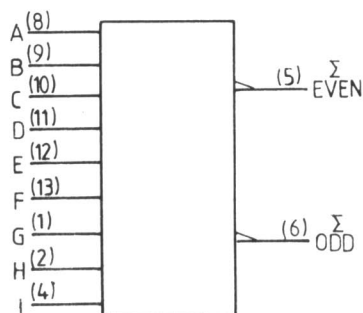 A (8)
B (9)
C (10)
D (11)
E (12)
F (13)
G (1)
H (2)
I (4)
(5) Σ
EVEN
(6) Σ
ODD